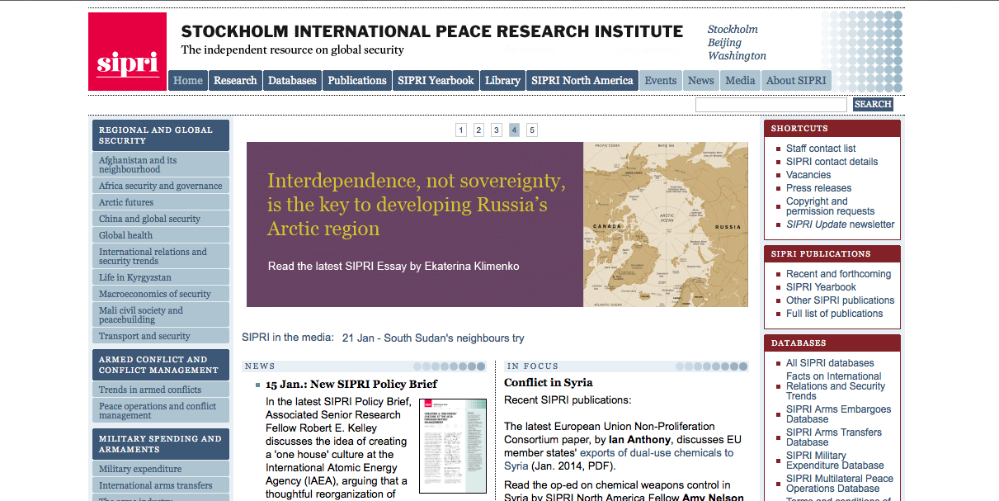 sipri
STOCKHOLM INTERNATIONAL PEACE RESEARCH INSTITUTE
The independent resource on global security
Stockholm
Beijing
Washington
Home Research Databases Publications SIPRI Yearbook Library SIPRI North America Events News Media About SIPRI
SEARCH
REGIONAL AND GLOBAL
SECURITY
Afghanistan and its
neighbourhood
Africa security and governance
Arctic futures
China and global security
Global health
International relations and
security trends
Life in Kyrgyzstan
Macroeconomics of security
Mali civil society and
peacebuilding
Transport and security
ARMED CONFLICT AND
CONFLICT MANAGEMENT
Trends in armed conflicts
Peace operations and conflict
management
MILITARY SPENDING AND
ARMAMENTS
Military expenditure
International arms transfers
The arms industry
1 2 3 4 5
Interdependence, not sovereignty,
is the key to developing Russia's
Arctic region
Read the latest SIPRI Essay by Ekaterina Klimenko
PACIFIC OCEAN
CANADA
ARCTIC
OCEAN
RUSSIA
ATLANTIC OCEAN
SIPRI in the media: 21 Jan - South Sudan's neighbours try
NEWS
15 Jan.: New SIPRI Policy Brief
In the latest SIPRI Policy Brief,
Associated Senior Research
Fellow Robert E. Kelley
discusses the idea of creating
a 'one house' culture at the
International Atomic Energy
Agency (IAEA), arguing that a
thoughtful reorganization of
IN FOCUS
Conflict in Syria
Recent SIPRI publications:
The latest European Union Non-Proliferation
Consortium paper, by Ian Anthony, discusses EU
member states' exports of dual-use chemicals to
Syria (Jan. 2014, PDF).
Read the op-ed on chemical weapons control in
Syria by SIPRI North America Fellow Amy Nelson
SHORTCUTS
Staff contact list
SIPRI contact details
Vacancies
Press releases
Copyright and
permission requests
SIPRI Update newsletter
SIPRI PUBLICATIONS
Recent and forthcoming
SIPRI Yearbook
Other SIPRI publications
Full list of publications
DATABASES
All SIPRI databases
Facts on International
Relations and Security
Trends
SIPRI Arms Embargoes
Database
SIPRI Arms Transfers
Database
SIPRI Military
Expenditure Database
SIPRI Multilateral Peace
Operations Database
Terms and conditions of